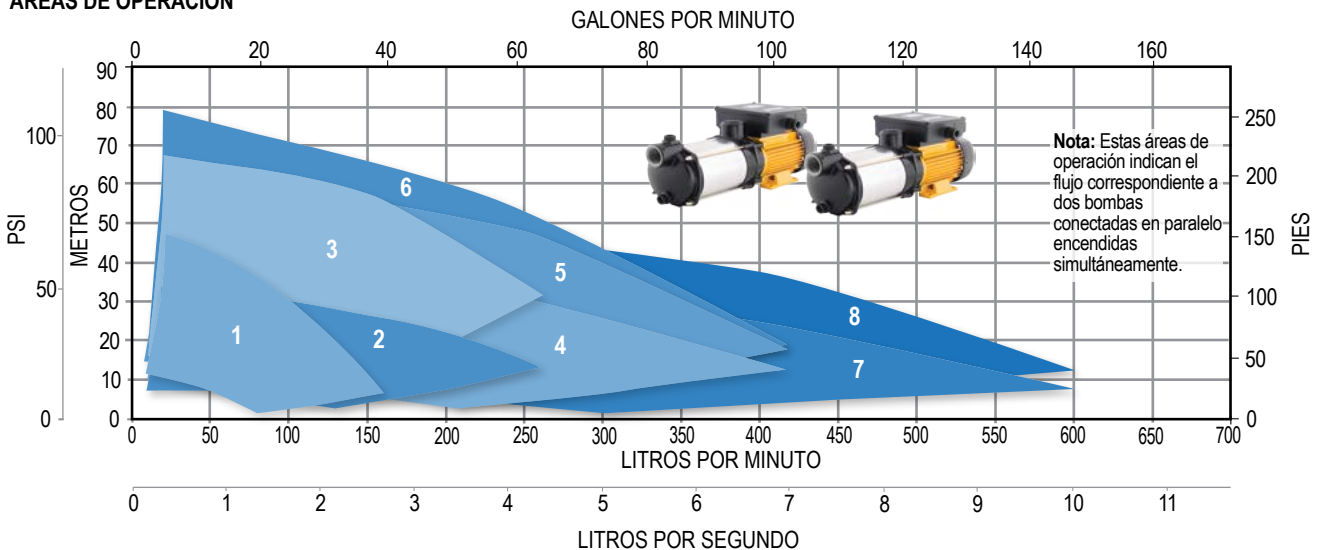 ÁREAS DE OPERACIÓN
GALONES POR MINUTO
0 20 40 60 80 100 120 140 160
PSI
100
50
0
METROS
90
80
70
60
50
40
30
20
10
0
PIES
250
200
150
100
50
0
1
2
3
4
5
6
7
8
Nota: Estas áreas de
operación indican el
flujo correspondiente a
dos bombas
conectadas en paralelo
encendidas
simultáneamente.
0 50 100 150 200 250 300 350 400 450 500 550 600 650 700
LITROS POR MINUTO
0 1 2 3 4 5 6 7 8 9 10 11
LITROS POR SEGUNDO